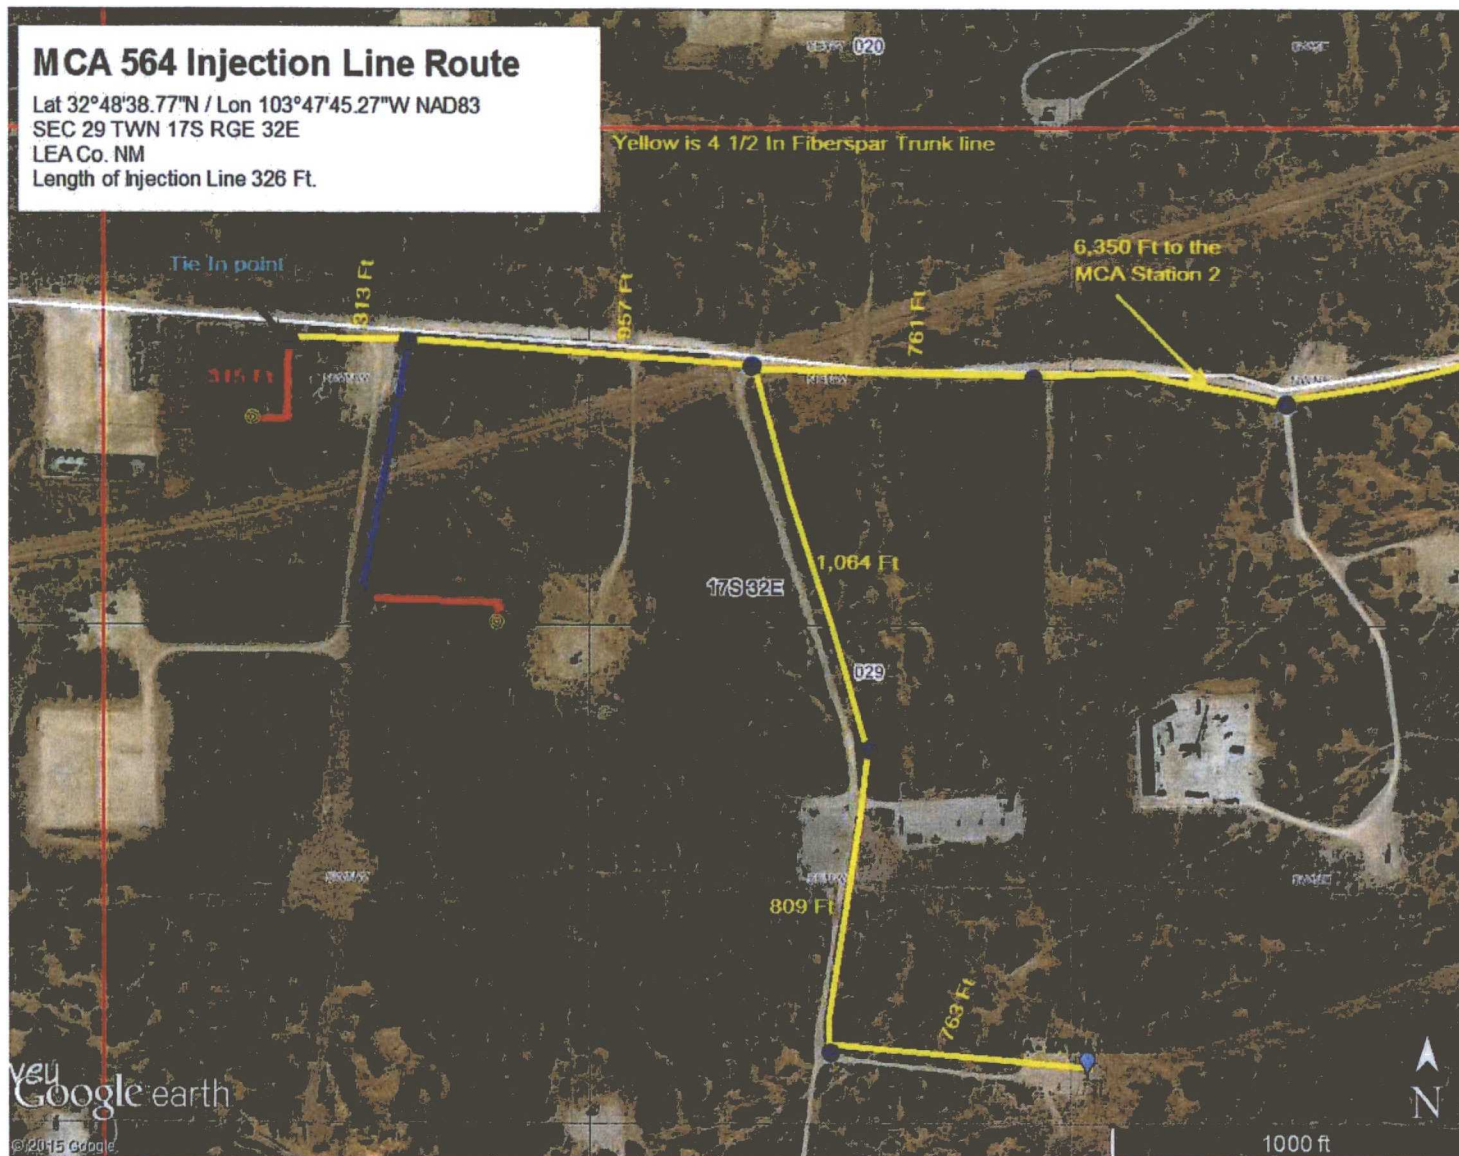 MCA 564 Injection Line Route
Lat 32°48'38.77"N / Lon 103°47'45.27"W NAD83
SEC 29 TWN 17S RGE 32E
LEA Co. NM
Length of Injection Line 326 Ft.
020
Yellow is 4 1/2 In Fiberspar Trunk line
6,350 Ft to the
MCA Station 2
Tie In point
313 Ft
957 Ft
761 Ft
315 Ft
1,064 Ft
17S 32E
029
809 Ft
763 Ft
Google earth
©2015 Google
N
1000 ft